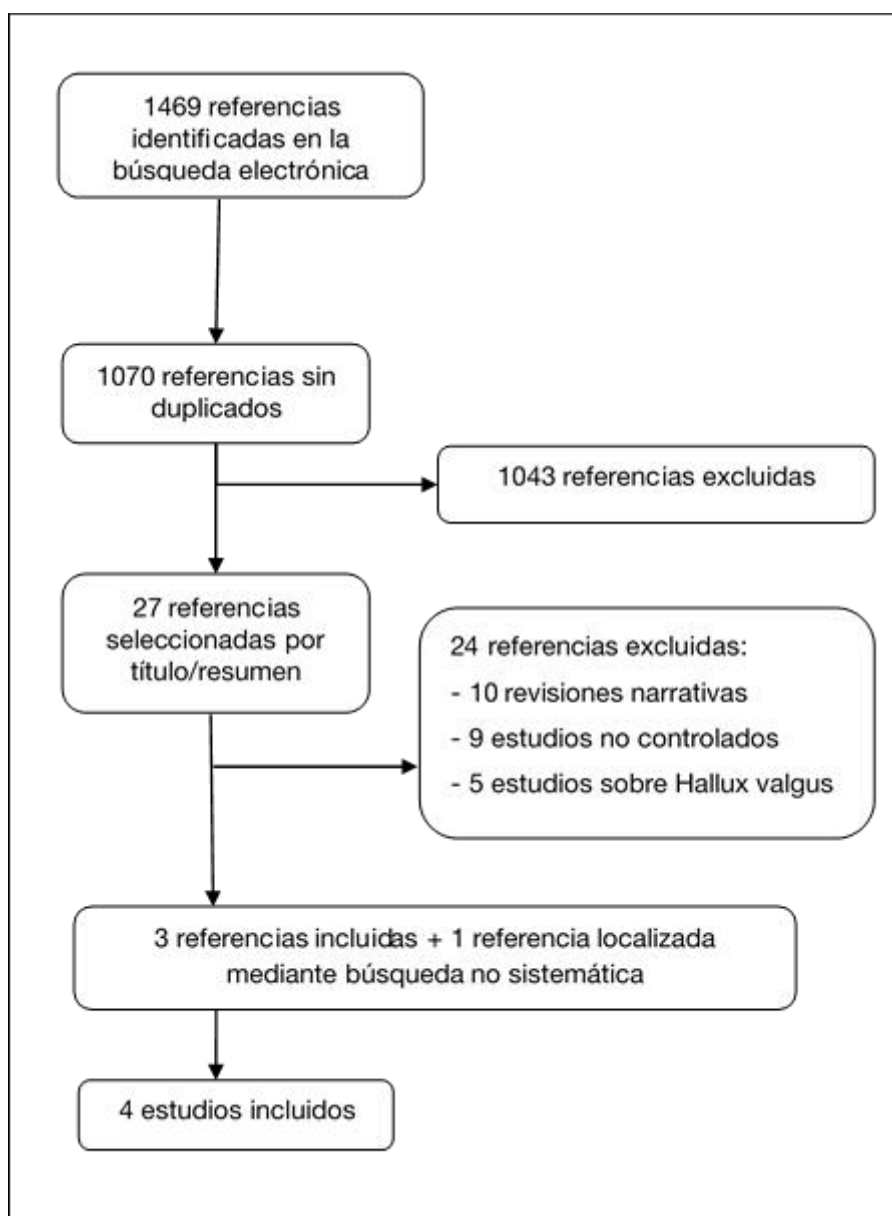 1469 referencias
identificadas en la
búsqueda electrónica
1070 referencias sin
duplicados
1043 referencias excluidas
27 referencias
seleccionadas por
título/resumen
24 referencias excluidas:
- 10 revisiones narrativas
- 9 estudios no controlados
- 5 estudios sobre Hallux valgus
3 referencias incluidas + 1 referencia localizada
mediante búsqueda no sistemática
4 estudios incluidos